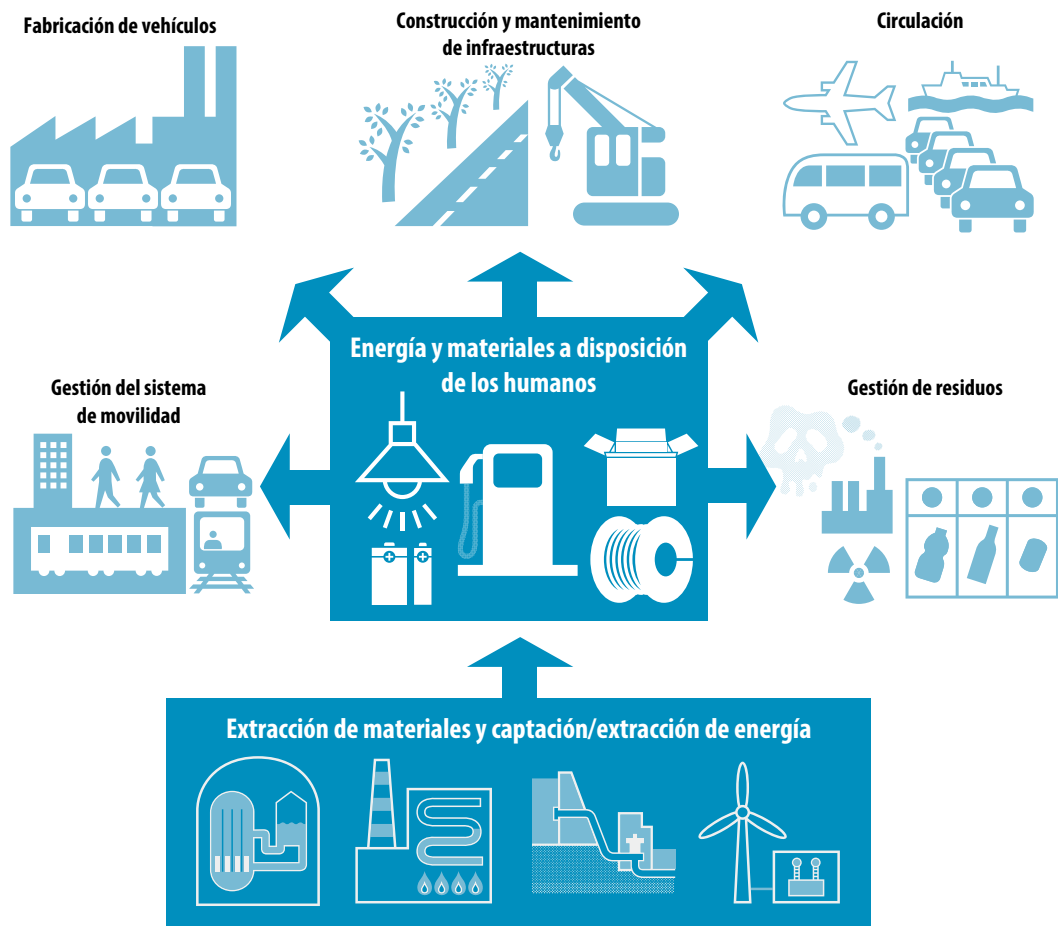 Fabricación de vehículos
Construcción y mantenimiento
de infraestructuras
Circulación
Energía y materiales a disposición
de los humanos
Gestión del sistema
de movilidad
Gestión de residuos
Extracción de materiales y captación/extracción de energía